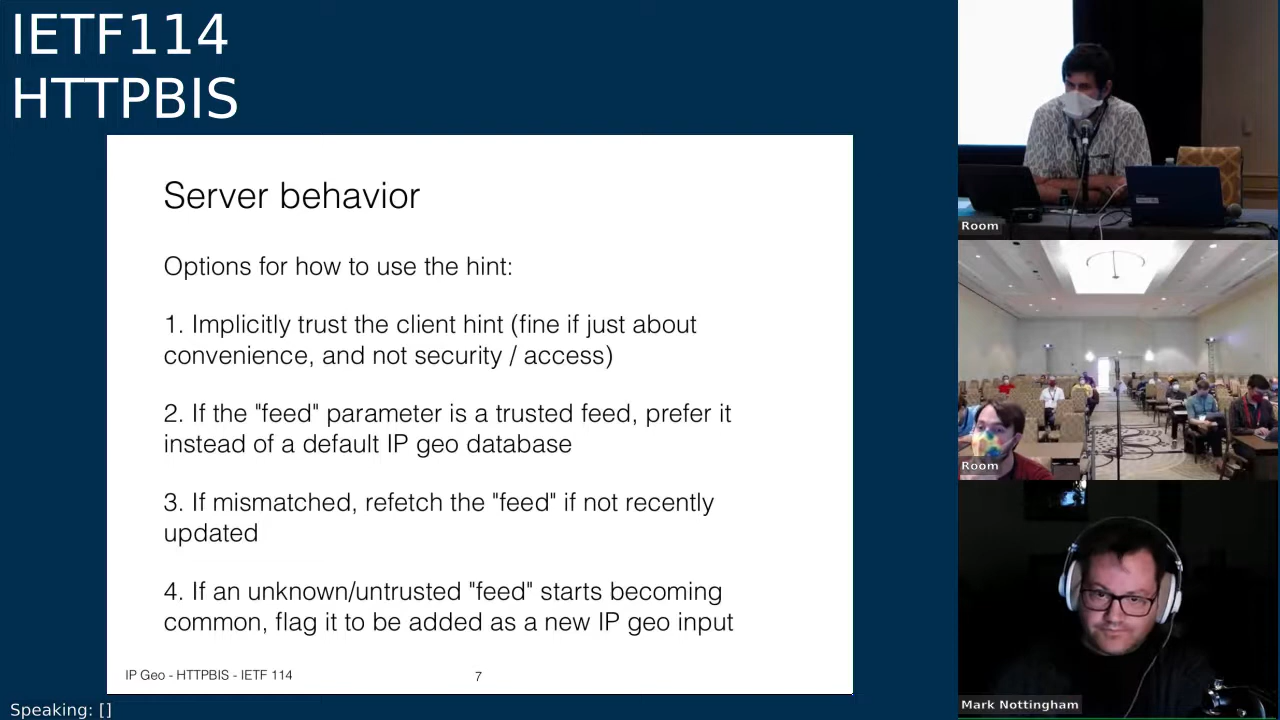 IETF114
HTTPBIS
Server behavior
Options for how to use the hint:
1. Implicitly trust the client hint (fine if just about
convenience, and not security / access)
2. If the "feed" parameter is a trusted feed, prefer it
instead of a default IP geo database
3. If mismatched, refetch the "feed" if not recently
updated
4. If an unknown/untrusted "feed" starts becoming
common, flag it to be added as a new IP geo input
IP Geo - HTTPBIS - IETF 114
7
Speaking: []
Room
Room
Mark Nottingham